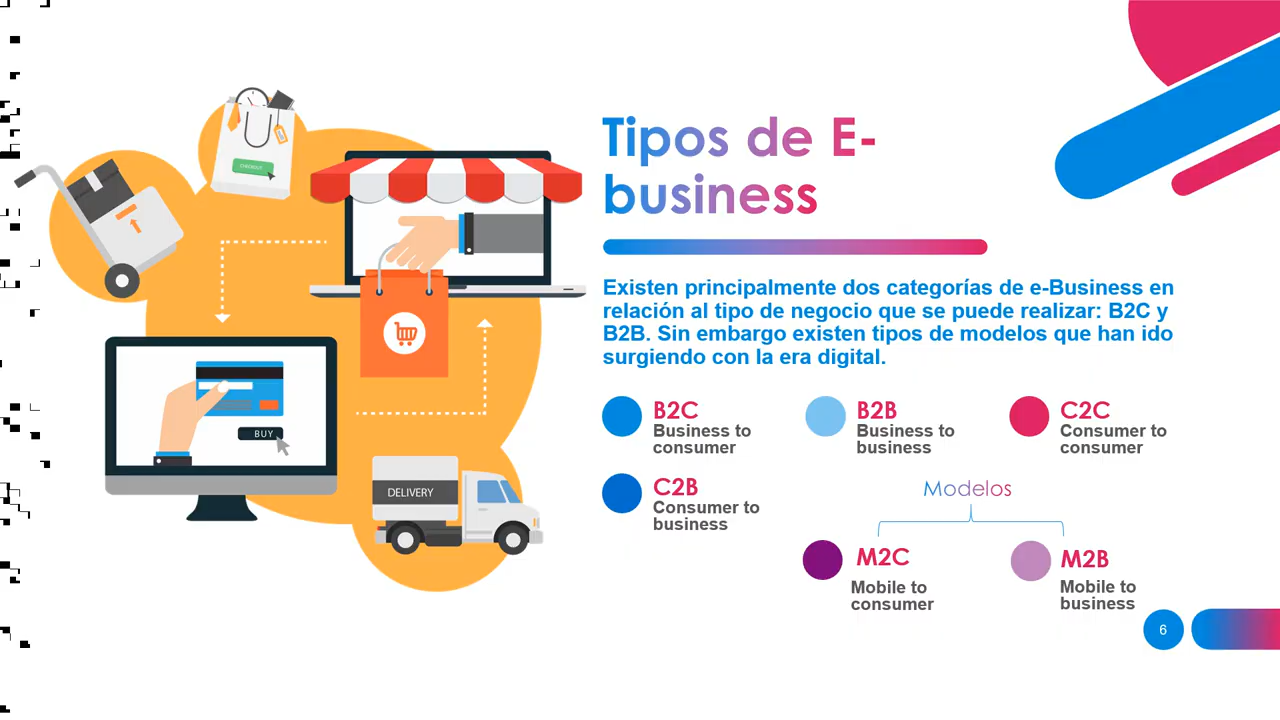 Tipos de E-
business
Existen principalmente dos categorías de e-Business en
relación al tipo de negocio que se puede realizar: B2C y
B2B. Sin embargo existen tipos de modelos que han ido
surgiendo con la era digital.
B2C
Business to
consumer
B2B
Business to
business
C2C
Consumer to
consumer
C2B
Consumer to
business
Modelos
M2C
Mobile to
consumer
M2B
Mobile to
business
6
CHECKOUT
BUY
DELIVERY